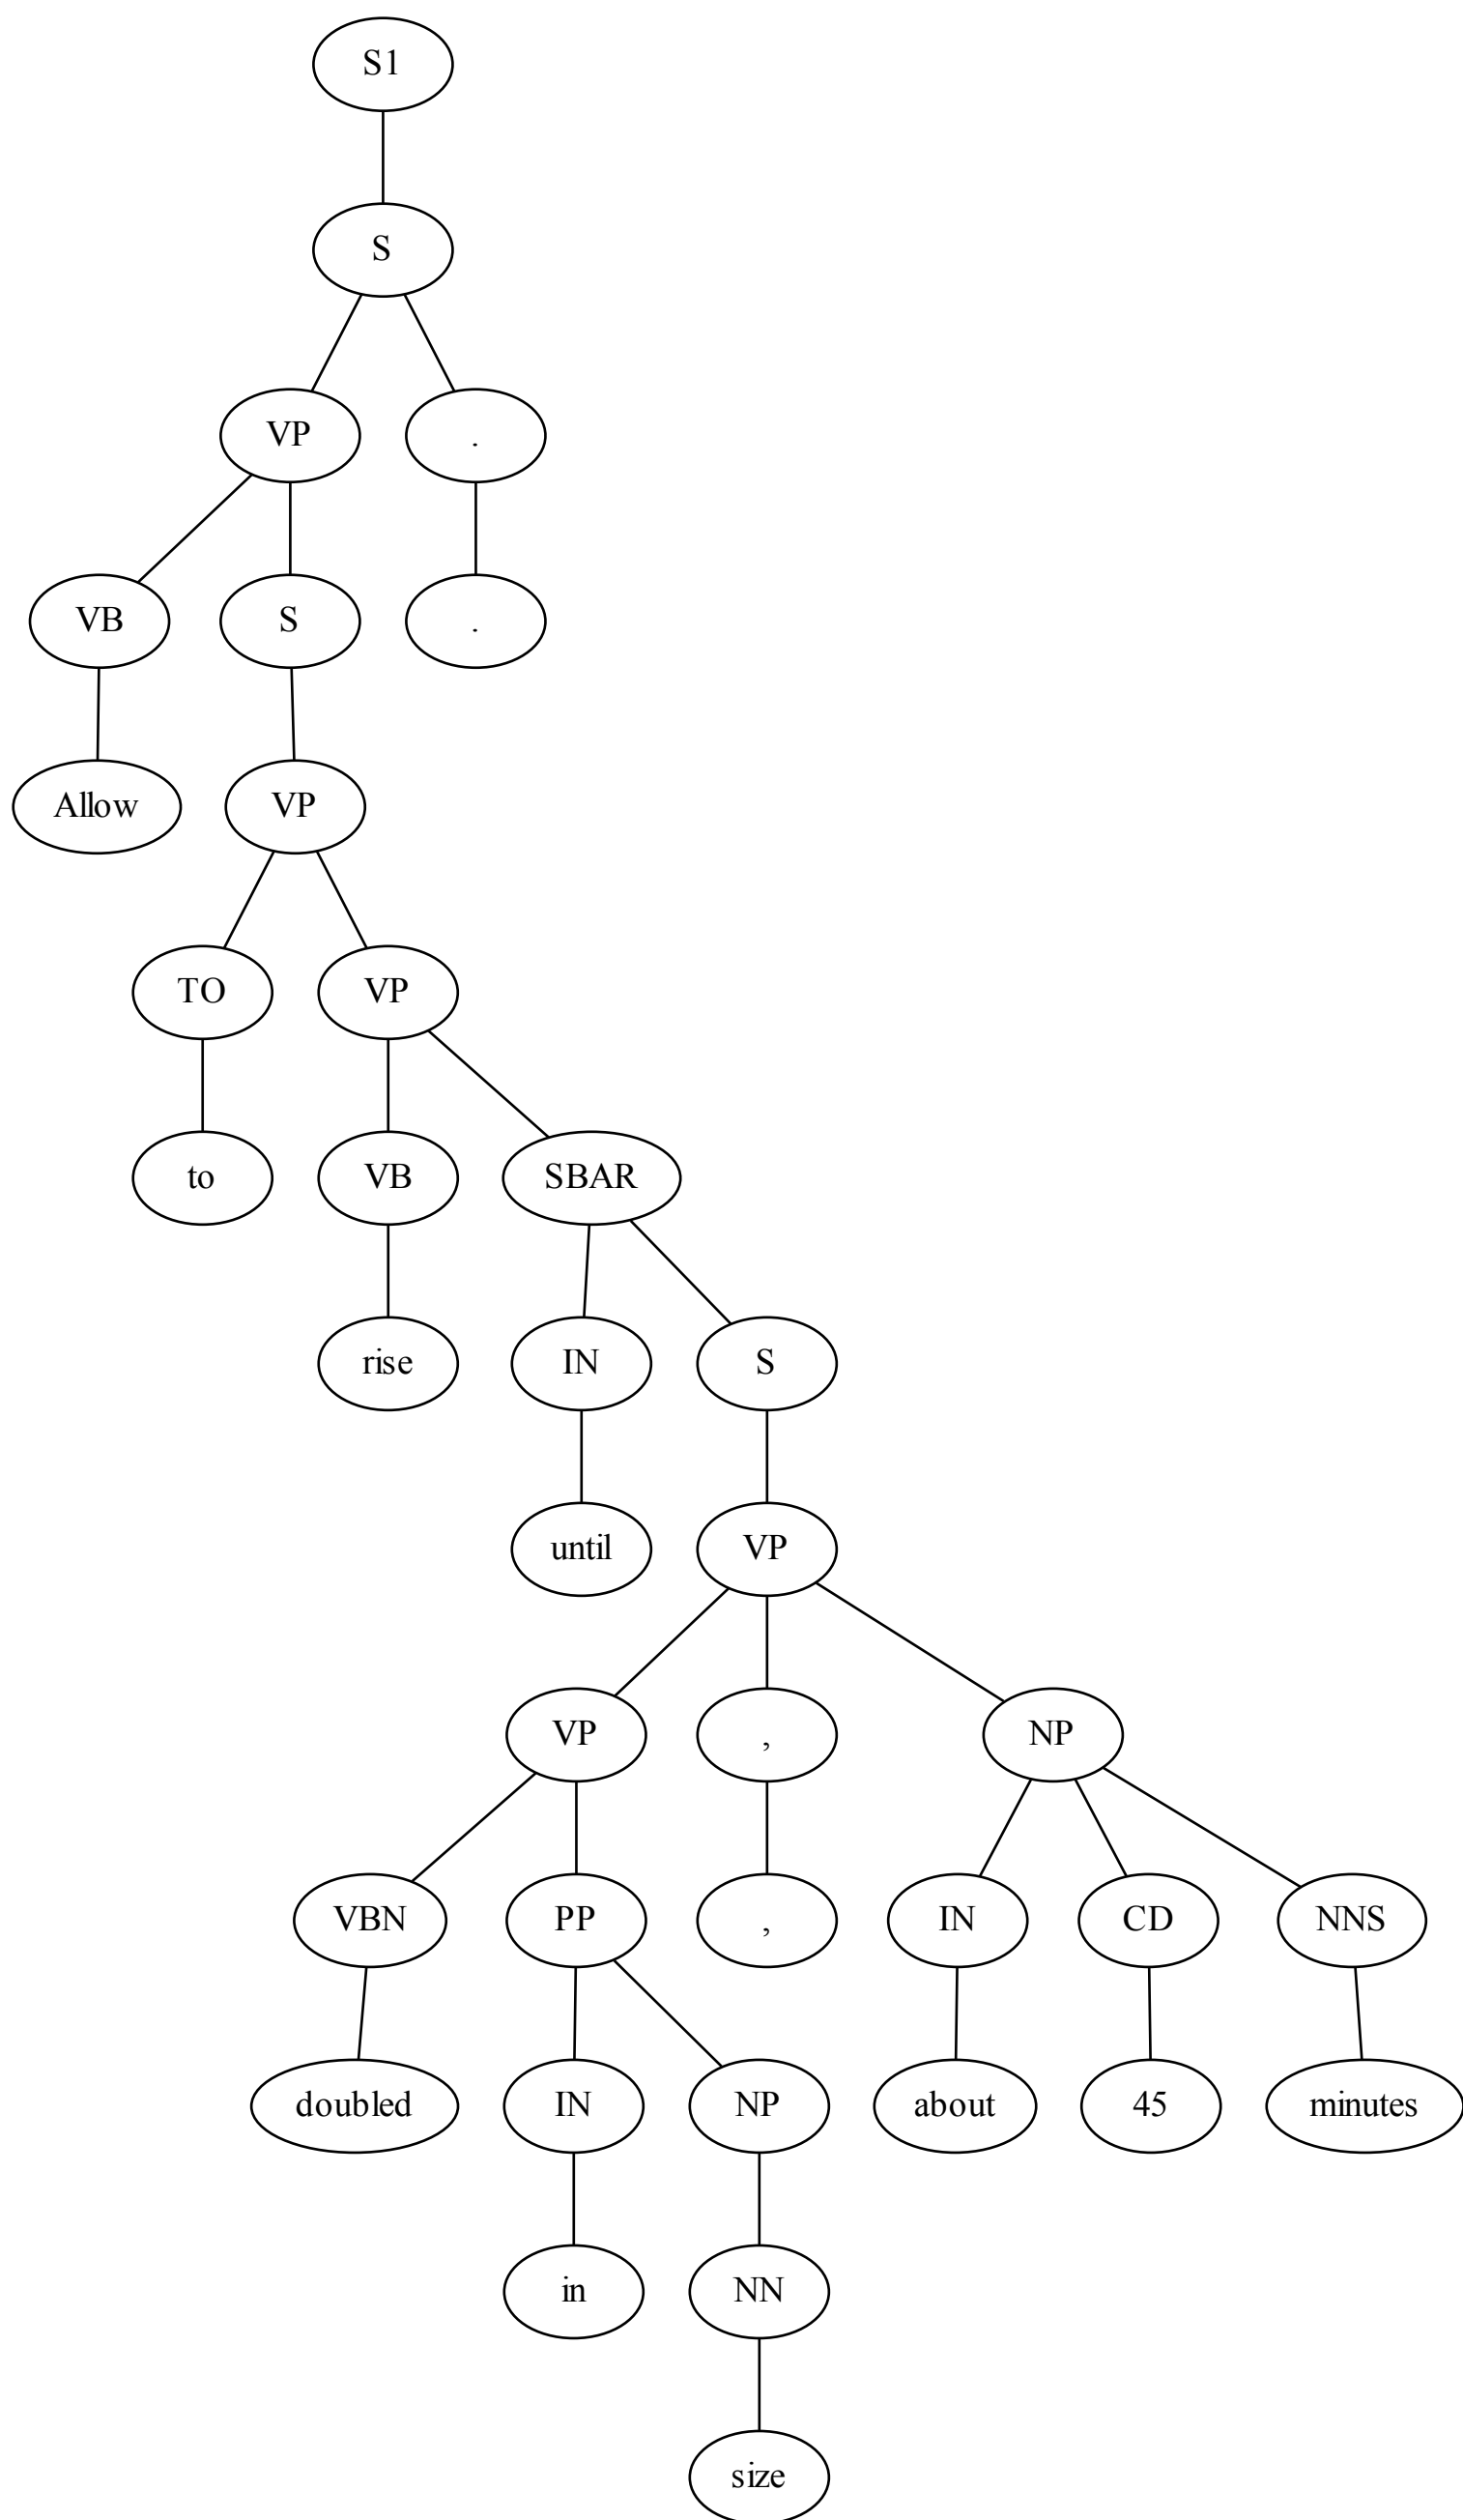 S1
S
VP .
VB S .
Allow VP
TO VP
to VB SBAR
rise IN S
until VP
VP , NP
VBN PP , IN CD NNS
doubled IN NP about 45 minutes
in NN
size